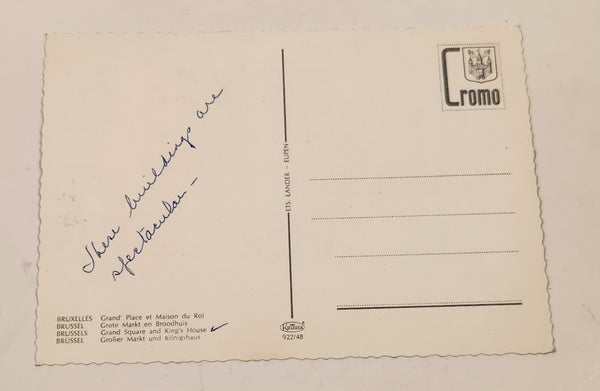 These buildings are
spectacular –
BRUXELLES Grand' Place et Maison du Roi
BRUSSEL Grote Markt en Broodhuis
BRUSSELS Grand Square and King's House
BRÜSSEL Großer Markt und Königshaus
ETS. LANDER – EUPEN
922/48
Cromo